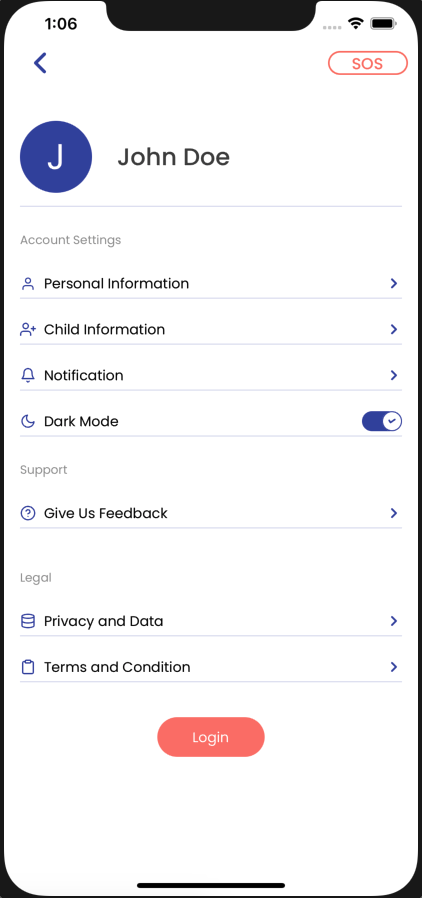 1:06
SOS
J
John Doe
Account Settings
Personal Information
Child Information
Notification
Dark Mode
Support
Give Us Feedback
Legal
Privacy and Data
Terms and Condition
Login